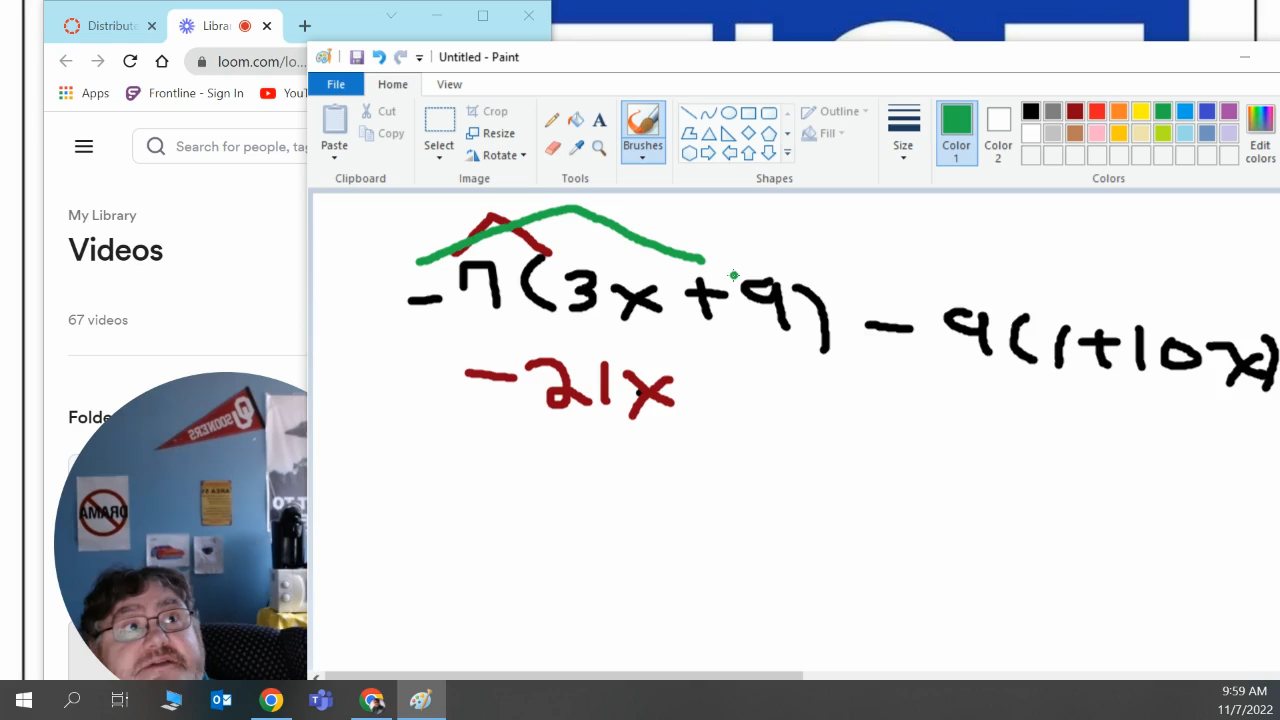 Distribute
Libra
Untitled - Paint
loom.com/lo...
File
Home
View
Apps
Frontline - Sign In
YouT
Paste
Cut
Copy
Select
Crop
Resize
Rotate
Brushes
Outline
Fill
Size
Color 1
Color 2
Edit colors
Clipboard
Image
Tools
Shapes
Colors
Search for people, tag
My Library
Videos
67 videos
Folde
-7(3x+9) - 9(1+10x)
-21x
SOONERS
DRAMA
9:59 AM
11/7/2022